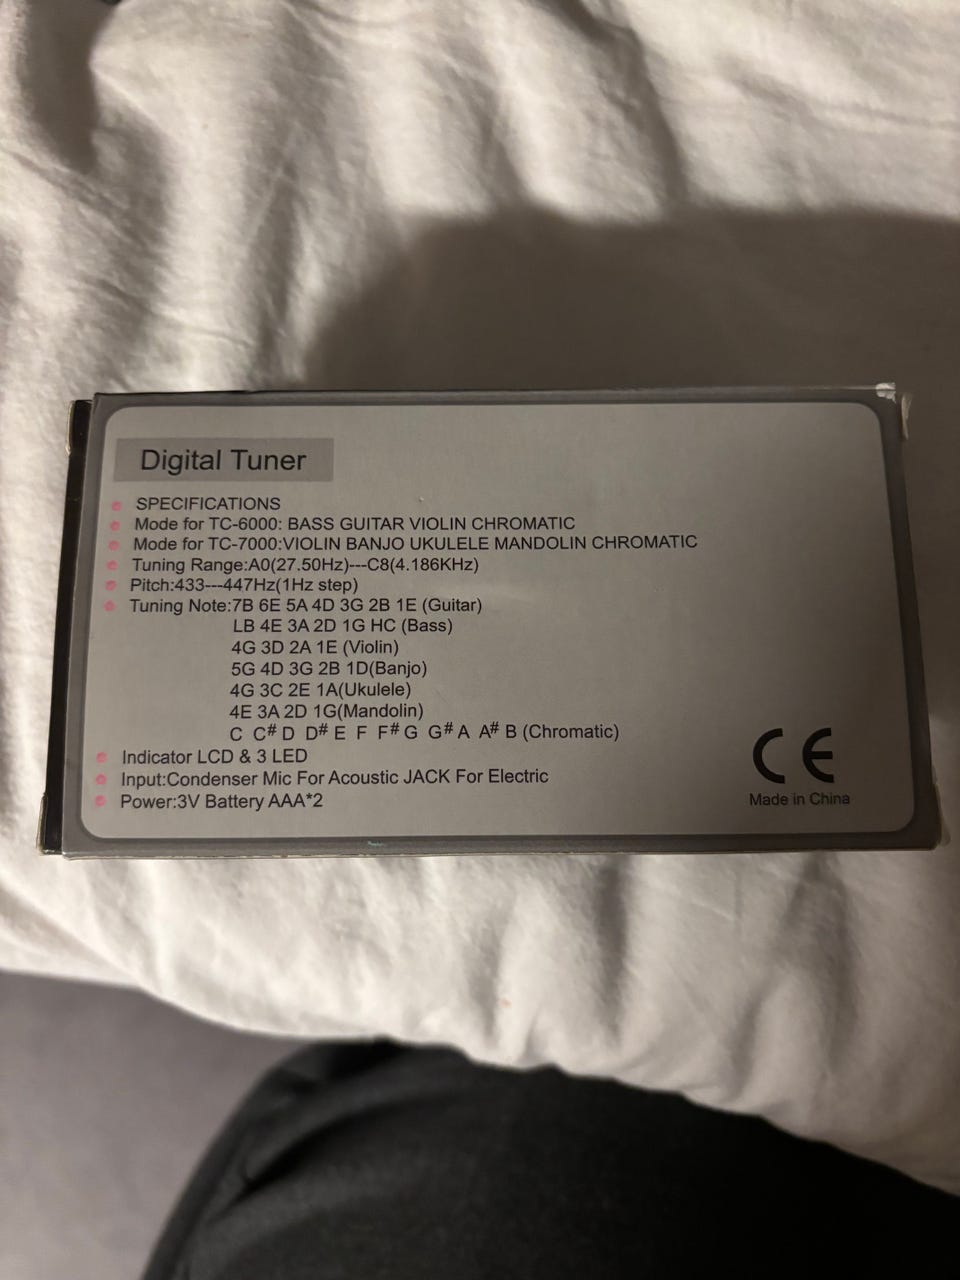 Digital Tuner
SPECIFICATIONS
Mode for TC-6000: BASS GUITAR VIOLIN CHROMATIC
Mode for TC-7000:VIOLIN BANJO UKULELE MANDOLIN CHROMATIC
Tuning Range:A0(27.50Hz)---C8(4.186KHz)
Pitch:433---447Hz(1Hz step)
Tuning Note:7B 6E 5A 4D 3G 2B 1E (Guitar)
LB 4E 3A 2D 1G HC (Bass)
4G 3D 2A 1E (Violin)
5G 4D 3G 2B 1D(Banjo)
4G 3C 2E 1A(Ukulele)
4E 3A 2D 1G(Mandolin)
C C# D D# E F F# G G# A A# B (Chromatic)
Indicator LCD & 3 LED
Input:Condenser Mic For Acoustic JACK For Electric
Power:3V Battery AAA*2
CE
Made in China